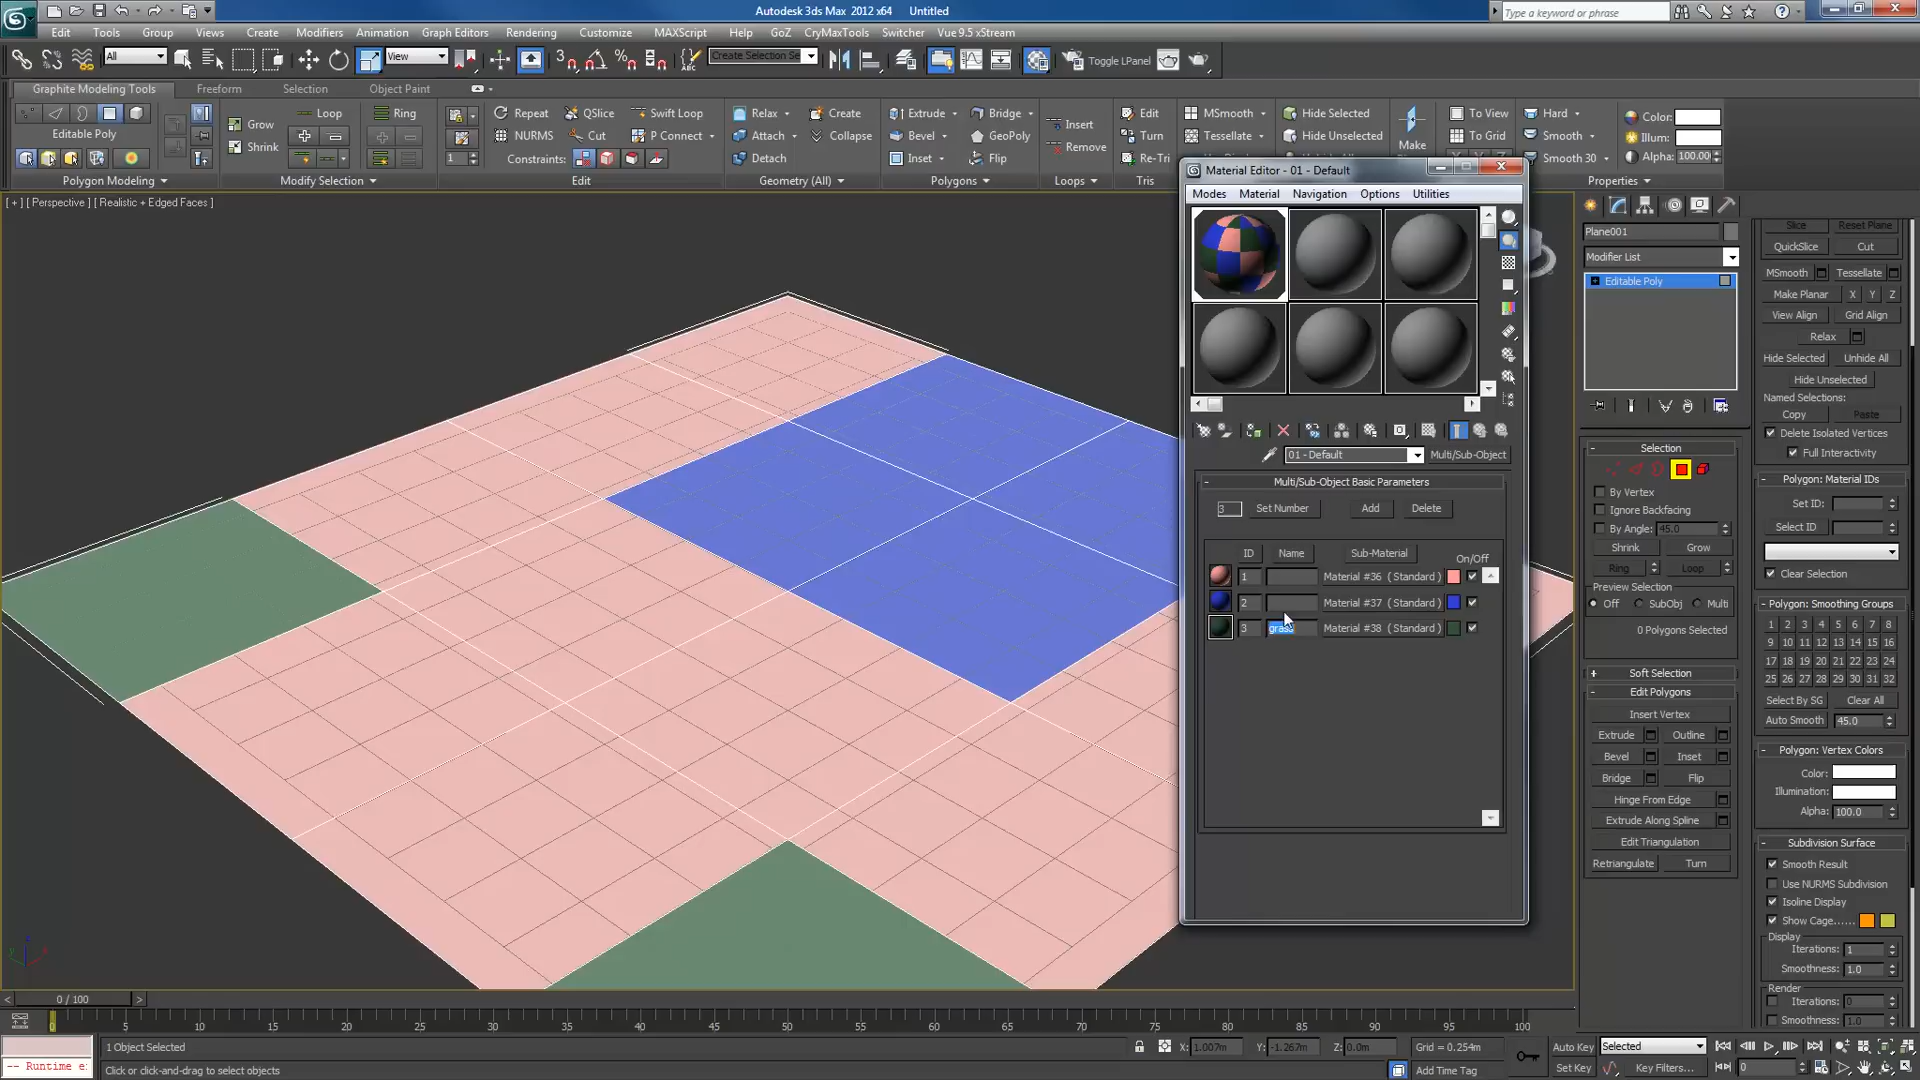 Autodesk 3ds Max 2012 x64 Untitled
Type a keyword or phrase
Edit Tools Group Views Create Modifiers Animation Graph Editors Rendering Customize MAXScript Help GoZ CryMaxTools Switcher Vue 9.5 xStream
All View Create Selection Se Toggle LPanel
Graphite Modeling Tools Freeform Selection Object Paint
Loop Ring Repeat QSlice Swift Loop Relax Create Extrude Bridge Edit MSmooth Hide Selected To View Hard Color:
Editable Poly Grow NURMS Cut P Connect Attach Collapse Bevel GeoPoly Insert Turn Tessellate Hide Unselected Make To Grid Smooth Illum:
Shrink 1 Constraints: Detach Inset Flip Remove Re-Tri Smooth 30 Alpha: 100.00
Polygon Modeling Modify Selection Edit Geometry (All) Polygons Loops Tris Properties
[ + ] [ Perspective ] [ Realistic + Edged Faces ]
Material Editor - 01 - Default
Modes Material Navigation Options Utilities
01 - Default Multi/Sub-Object
- Multi/Sub-Object Basic Parameters
3 Set Number Add Delete
ID Name Sub-Material On/Off
1 Material #36 ( Standard )
2 Material #37 ( Standard )
3 grass Material #38 ( Standard )
Plane001
Modifier List
Editable Poly
- Selection
By Vertex
Ignore Backfacing
By Angle: 45.0
Shrink Grow
Ring Loop
Preview Selection
Off SubObj Multi
0 Polygons Selected
+ Soft Selection
- Edit Polygons
Insert Vertex
Extrude Outline
Bevel Inset
Bridge Flip
Hinge From Edge
Extrude Along Spline
Edit Triangulation
Retriangulate Turn
Slice Reset Plane
QuickSlice Cut
MSmooth Tessellate
Make Planar X Y Z
View Align Grid Align
Relax
Hide Selected Unhide All
Hide Unselected
Named Selections:
Copy Paste
Delete Isolated Vertices
Full Interactivity
- Polygon: Material IDs
Set ID:
Select ID
Clear Selection
- Polygon: Smoothing Groups
1 2 3 4 5 6 7 8
9 10 11 12 13 14 15 16
17 18 19 20 21 22 23 24
25 26 27 28 29 30 31 32
Select By SG Clear All
Auto Smooth 45.0
- Polygon: Vertex Colors
Color:
Illumination:
Alpha: 100.0
- Subdivision Surface
Smooth Result
Use NURMS Subdivision
Isoline Display
Show Cage......
Display
Iterations: 1
Smoothness: 1.0
Render
Iterations: 0
Smoothness: 1.0
< 0 / 100 >
0 5 10 15 20 25 30 35 40 45 50 55 60 65 70 75 80 85 90 95 100
1 Object Selected X: 1.007m Y: -1.267m Z: 0.0m Grid = 0.254m Auto Key Selected
-- Runtime e: Click or click-and-drag to select objects Add Time Tag Set Key Key Filters... 0